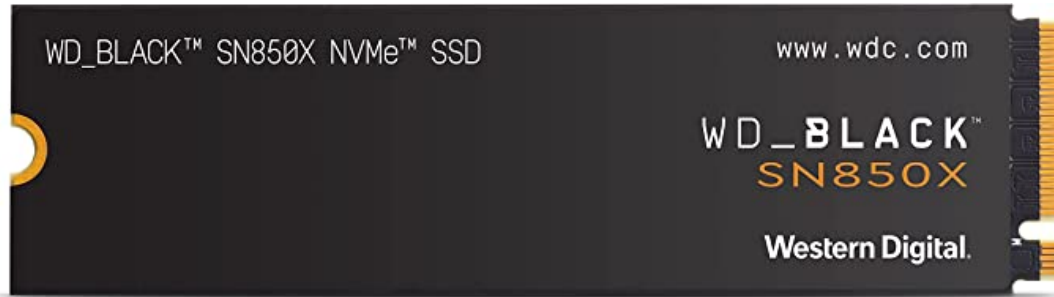 WD_BLACK™ SN850X NVMe™ SSD
www.wdc.com
WD_BLACK™
SN850X
Western Digital.
M